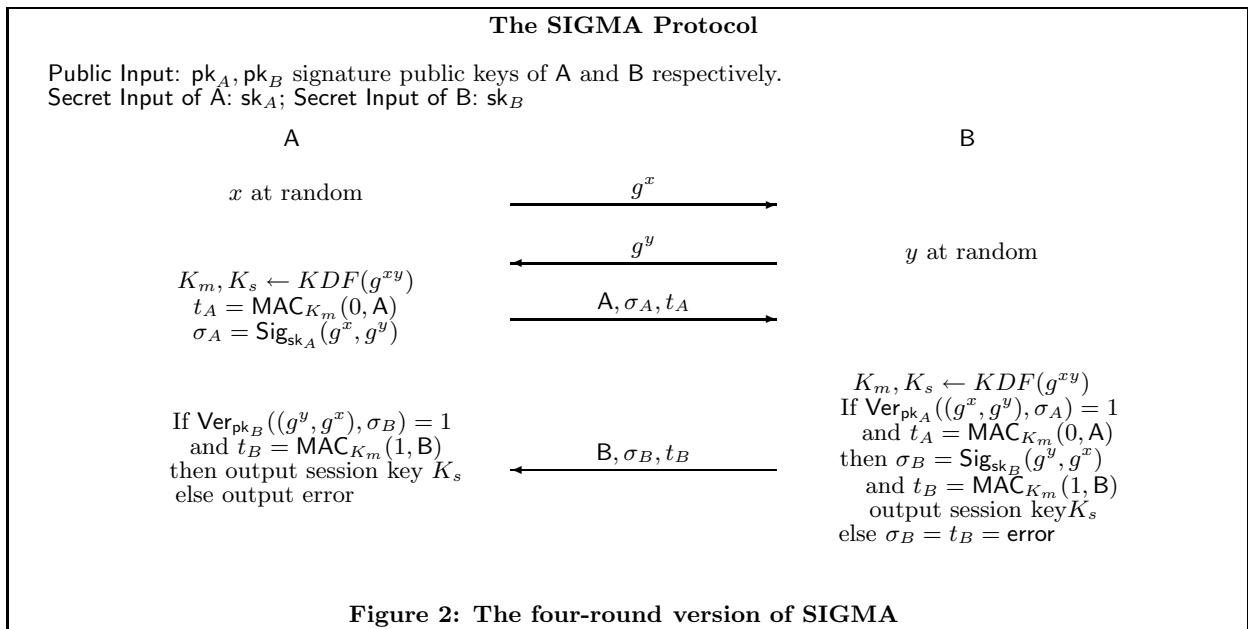 The SIGMA Protocol
Public Input: pk_A, pk_B signature public keys of A and B respectively.
Secret Input of A: sk_A; Secret Input of B: sk_B
A
B
x at random
g^x
g^y
y at random
K_m, K_s ← KDF(g^{xy})
t_A = MAC_{K_m}(0, A)
σ_A = Sig_{sk_A}(g^x, g^y)
A, σ_A, t_A
K_m, K_s ← KDF(g^{xy})
If Ver_{pk_A}((g^x, g^y), σ_A) = 1
and t_A = MAC_{K_m}(0, A)
then σ_B = Sig_{sk_B}(g^y, g^x)
and t_B = MAC_{K_m}(1, B)
output session keyK_s
else σ_B = t_B = error
B, σ_B, t_B
If Ver_{pk_B}((g^y, g^x), σ_B) = 1
and t_B = MAC_{K_m}(1, B)
then output session key K_s
else output error
Figure 2: The four-round version of SIGMA